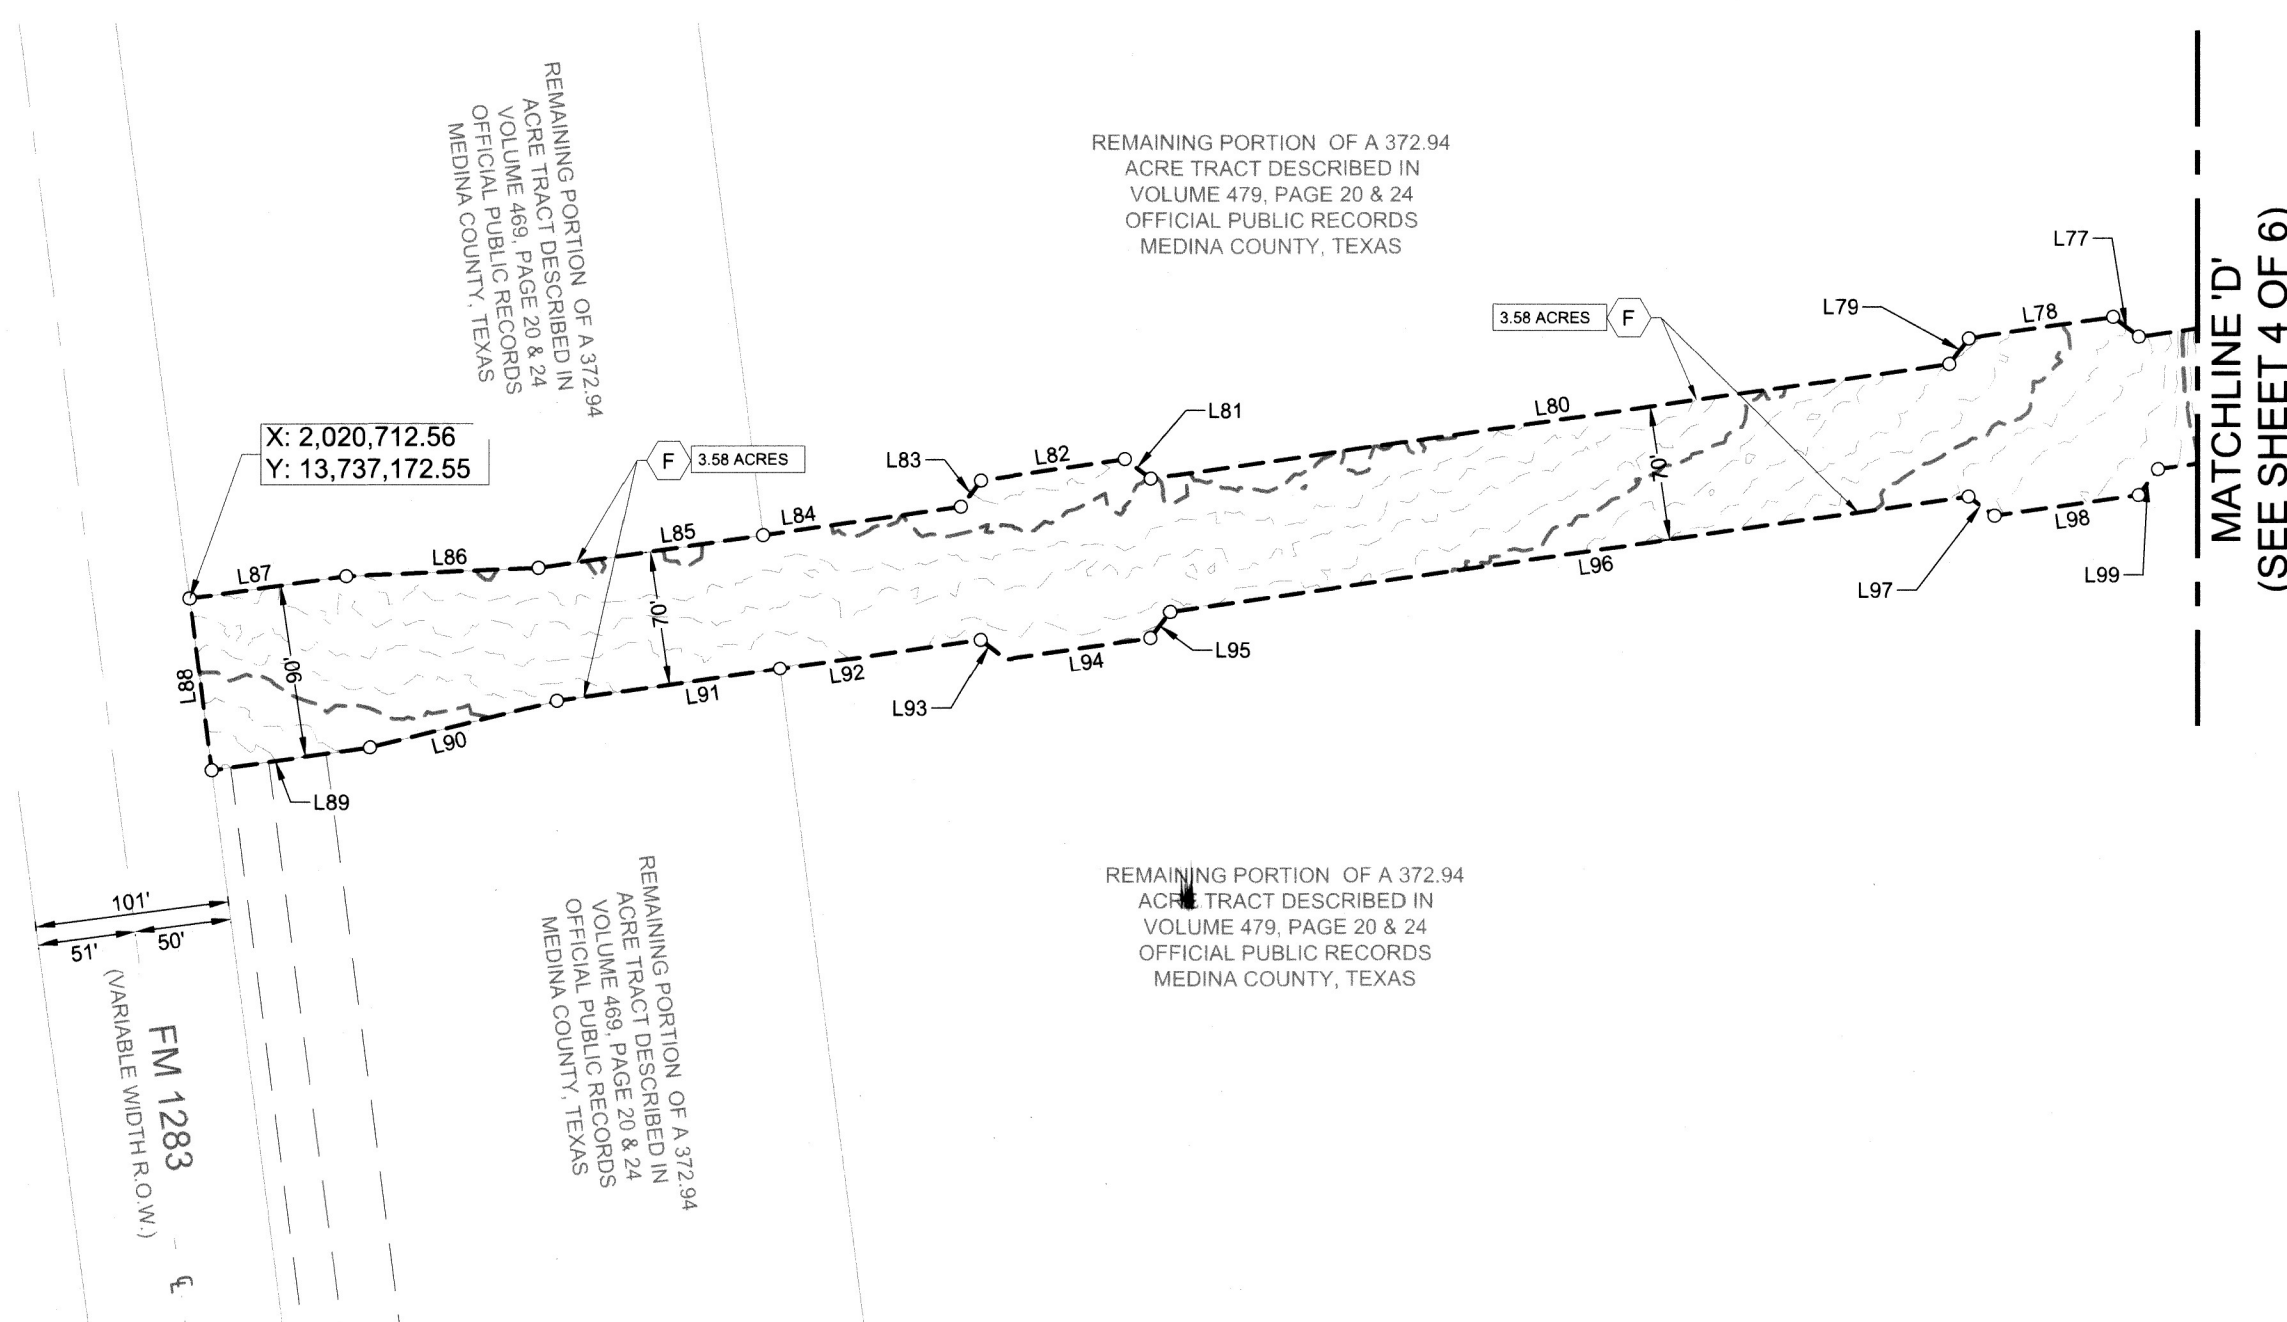 REMAINING PORTION OF A 372.94
ACRE TRACT DESCRIBED IN
VOLUME 469, PAGE 20 & 24
OFFICIAL PUBLIC RECORDS
MEDINA COUNTY, TEXAS
REMAINING PORTION OF A 372.94
ACRE TRACT DESCRIBED IN
VOLUME 479, PAGE 20 & 24
OFFICIAL PUBLIC RECORDS
MEDINA COUNTY, TEXAS
L77
L78
L79
3.58 ACRES
F
MATCHLINE 'D'
(SEE SHEET 4 OF 6)
L80
L81
L82
L83
X: 2,020,712.56
Y: 13,737,172.55
F
3.58 ACRES
L84
L85
L86
L87
70'
70'
90'
L88
L89
L90
L91
L92
L93
L94
L95
L96
L97
L98
L99
REMAINING PORTION OF A 372.94
ACRE TRACT DESCRIBED IN
VOLUME 469, PAGE 20 & 24
OFFICIAL PUBLIC RECORDS
MEDINA COUNTY, TEXAS
REMAINING PORTION OF A 372.94
ACRE TRACT DESCRIBED IN
VOLUME 479, PAGE 20 & 24
OFFICIAL PUBLIC RECORDS
MEDINA COUNTY, TEXAS
101'
51'
50'
FM 1283
(VARIABLE WIDTH R.O.W.)
℄